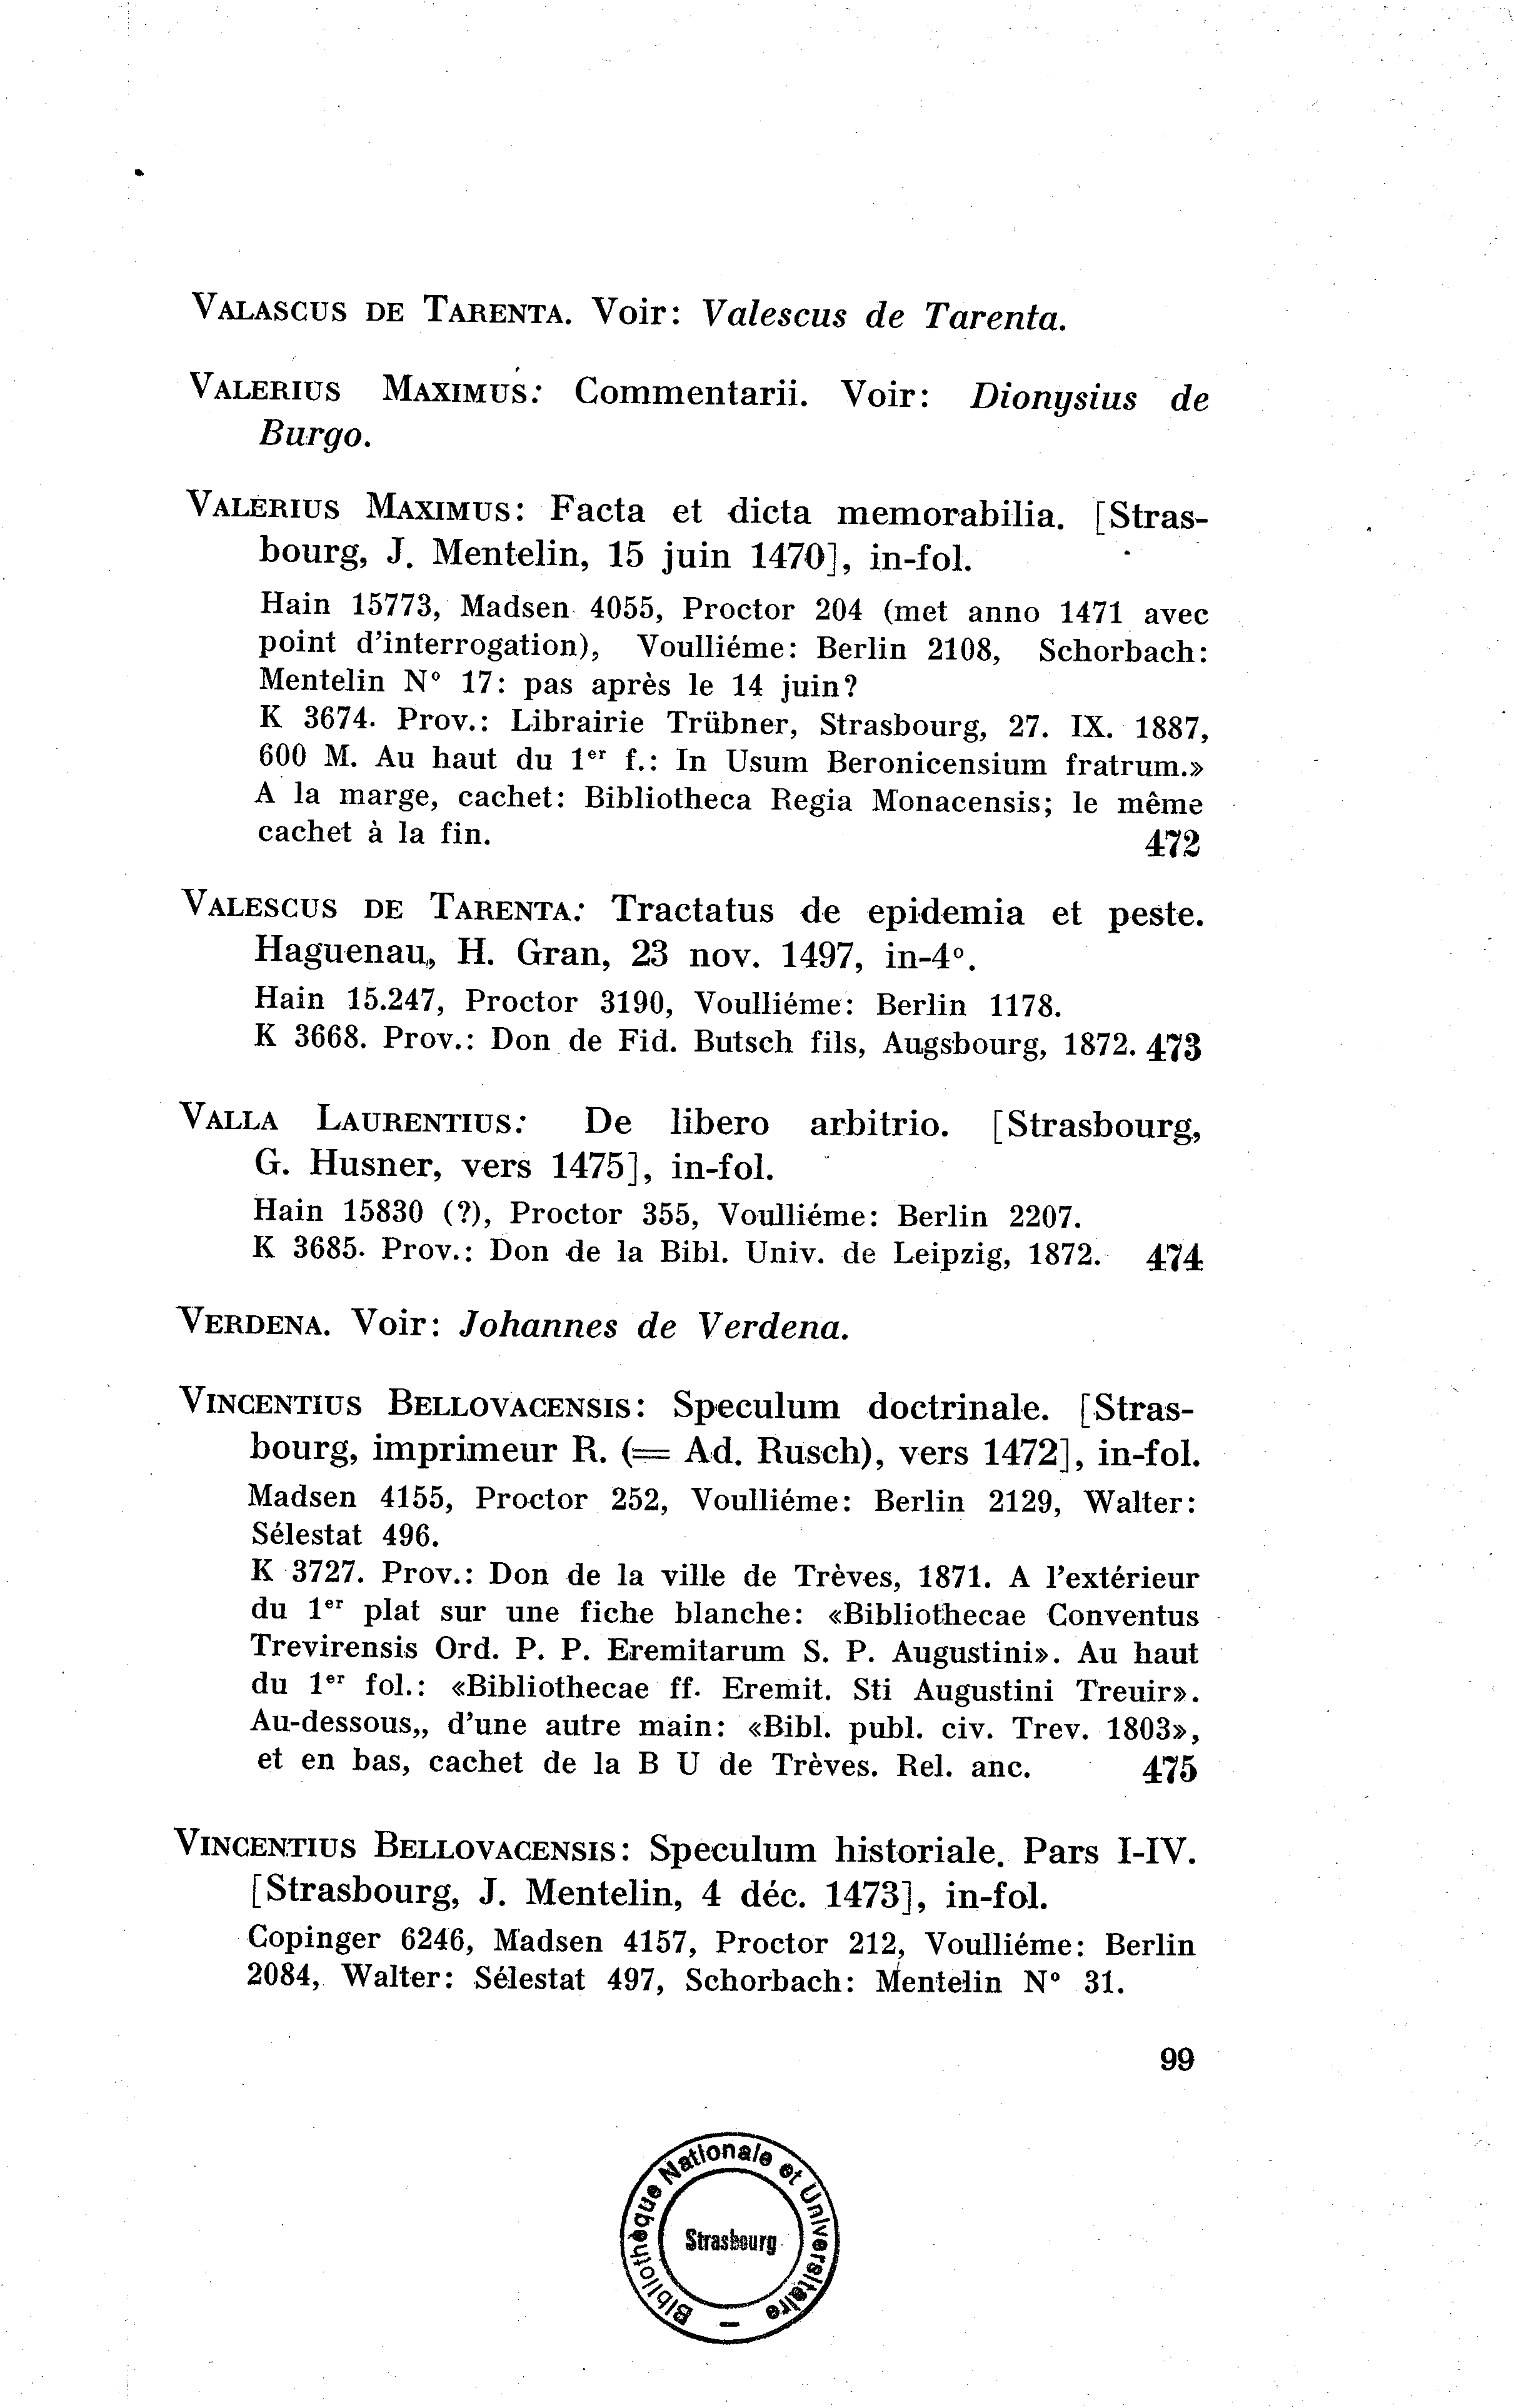 VALASCUS DE TARENTA. Voir: Valescus de Tarenta.
VALERIUS MAXIMUS: Commentarii. Voir: Dionysius de
Burgo.
VALERIUS MAXIMUS: Facta et dicta memorabilia. [Stras-
bourg, J. Mentelin, 15 juin 1470], in-fol.
Hain 15773, Madsen 4055, Proctor 204 (met anno 1471 avec
point d'interrogation), Voulliéme: Berlin 2108, Schorbach:
Mentelin N° 17: pas après le 14 juin?
K 3674. Prov.: Librairie Trübner, Strasbourg, 27. IX. 1887,
600 M. Au haut du 1er f.: In Usum Beronicensium fratrum.»
A la marge, cachet: Bibliotheca Regia Monacensis; le même
cachet à la fin. 472
VALESCUS DE TARENTA: Tractatus de epidemia et peste.
Haguenau, H. Gran, 23 nov. 1497, in-4°.
Hain 15.247, Proctor 3190, Voulliéme: Berlin 1178.
K 3668. Prov.: Don de Fid. Butsch fils, Augsbourg, 1872. 473
VALLA LAURENTIUS: De libero arbitrio. [Strasbourg,
G. Husner, vers 1475], in-fol.
Hain 15830 (?), Proctor 355, Voulliéme: Berlin 2207.
K 3685. Prov.: Don de la Bibl. Univ. de Leipzig, 1872. 474
VERDENA. Voir: Johannes de Verdena.
VINCENTIUS BELLOVACENSIS: Speculum doctrinale. [Stras-
bourg, imprimeur R. (= Ad. Rusch), vers 1472], in-fol.
Madsen 4155, Proctor 252, Voulliéme: Berlin 2129, Walter:
Sélestat 496.
K 3727. Prov.: Don de la ville de Trèves, 1871. A l'extérieur
du 1er plat sur une fiche blanche: «Bibliothecae Conventus
Trevirensis Ord. P. P. Eremitarum S. P. Augustini». Au haut
du 1er fol.: «Bibliothecae ff. Eremit. Sti Augustini Treuir».
Au-dessous,, d'une autre main: «Bibl. publ. civ. Trev. 1803»,
et en bas, cachet de la B U de Trèves. Rel. anc. 475
VINCENTIUS BELLOVACENSIS: Speculum historiale. Pars I-IV.
[Strasbourg, J. Mentelin, 4 déc. 1473], in-fol.
Copinger 6246, Madsen 4157, Proctor 212, Voulliéme: Berlin
2084, Walter: Sélestat 497, Schorbach: Mentelin N° 31.
99
Bibliothèque Nationale et Universitaire –
Strasbourg